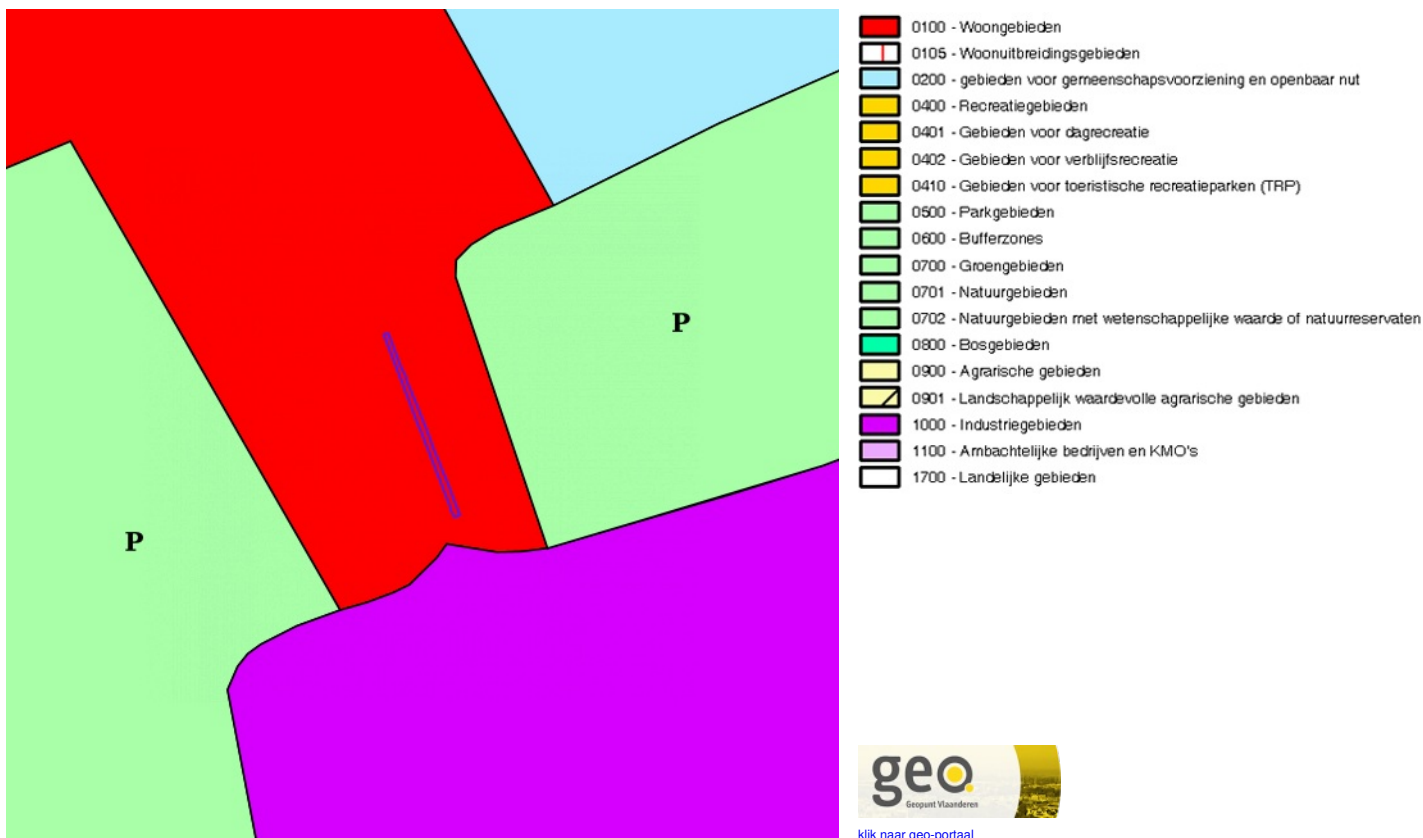 0100 - Woongebieden
0105 - Woonuitbreidingsgebieden
0200 - gebieden voor gemeenschapsvoorziening en openbaar nut
0400 - Recreatiegebieden
0401 - Gebieden voor dagrecreatie
0402 - Gebieden voor verblijfsrecreatie
0410 - Gebieden voor toeristische recreatieparken (TRP)
0500 - Parkgebieden
0600 - Bufferzones
0700 - Groengebieden
0701 - Natuurgebieden
0702 - Natuurgebieden met wetenschappelijke waarde of natuurreservaten
0800 - Bosgebieden
0900 - Agrarische gebieden
0901 - Landschappelijk waardevolle agrarische gebieden
1000 - Industriegebieden
1100 - Ambachtelijke bedrijven en KMO's
1700 - Landelijke gebieden
P
P
geo.
Geopunt Vlaanderen
klik naar geo-portaal